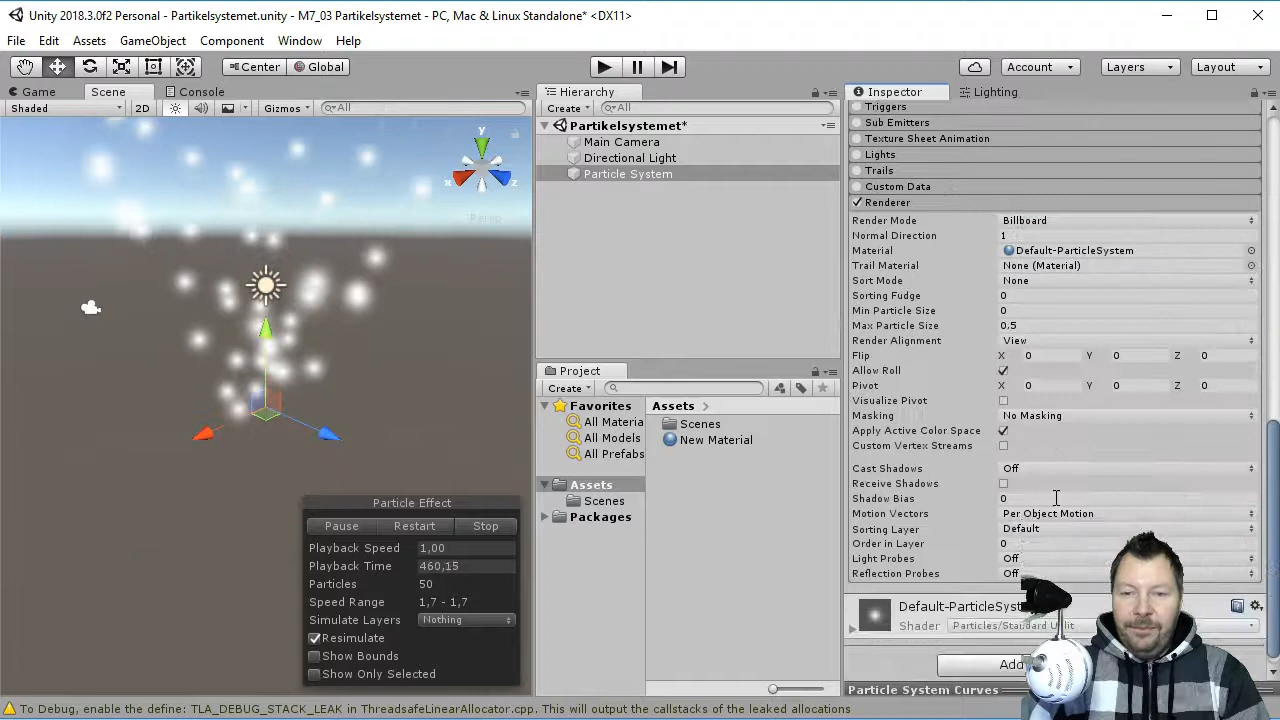 Unity 2018.3.0f2 Personal - Partikelsystemet.unity - M7_03 Partikelsystemet - PC, Mac & Linux Standalone* <DX11>
File Edit Assets GameObject Component Window Help
Center Global Account Layers Layout
Game Scene Console
Shaded 2D Gizmos All
y
x z
Persp
Particle Effect
Pause Restart Stop
Playback Speed 1,00
Playback Time 460,15
Particles 50
Speed Range 1,7 - 1,7
Simulate Layers Nothing
Resimulate
Show Bounds
Show Only Selected
Hierarchy
Create All
Partikelsystemet*
Main Camera
Directional Light
Particle System
Project
Create
Favorites
All Materia
All Models
All Prefabs
Assets
Scenes
Packages
Assets
Scenes
New Material
Inspector Lighting
Triggers
Sub Emitters
Texture Sheet Animation
Lights
Trails
Custom Data
Renderer
Render Mode Billboard
Normal Direction 1
Material Default-ParticleSystem
Trail Material None (Material)
Sort Mode None
Sorting Fudge 0
Min Particle Size 0
Max Particle Size 0,5
Render Alignment View
Flip X 0 Y 0 Z 0
Allow Roll
Pivot X 0 Y 0 Z 0
Visualize Pivot
Masking No Masking
Apply Active Color Space
Custom Vertex Streams
Cast Shadows Off
Receive Shadows
Shadow Bias 0
Motion Vectors Per Object Motion
Sorting Layer Default
Order in Layer 0
Light Probes Off
Reflection Probes Off
Default-ParticleSyst
Shader Particles/Standard Unlit
Add
Particle System Curves
To Debug, enable the define: TLA_DEBUG_STACK_LEAK in ThreadsafeLinearAllocator.cpp. This will output the callstacks of the leaked allocations